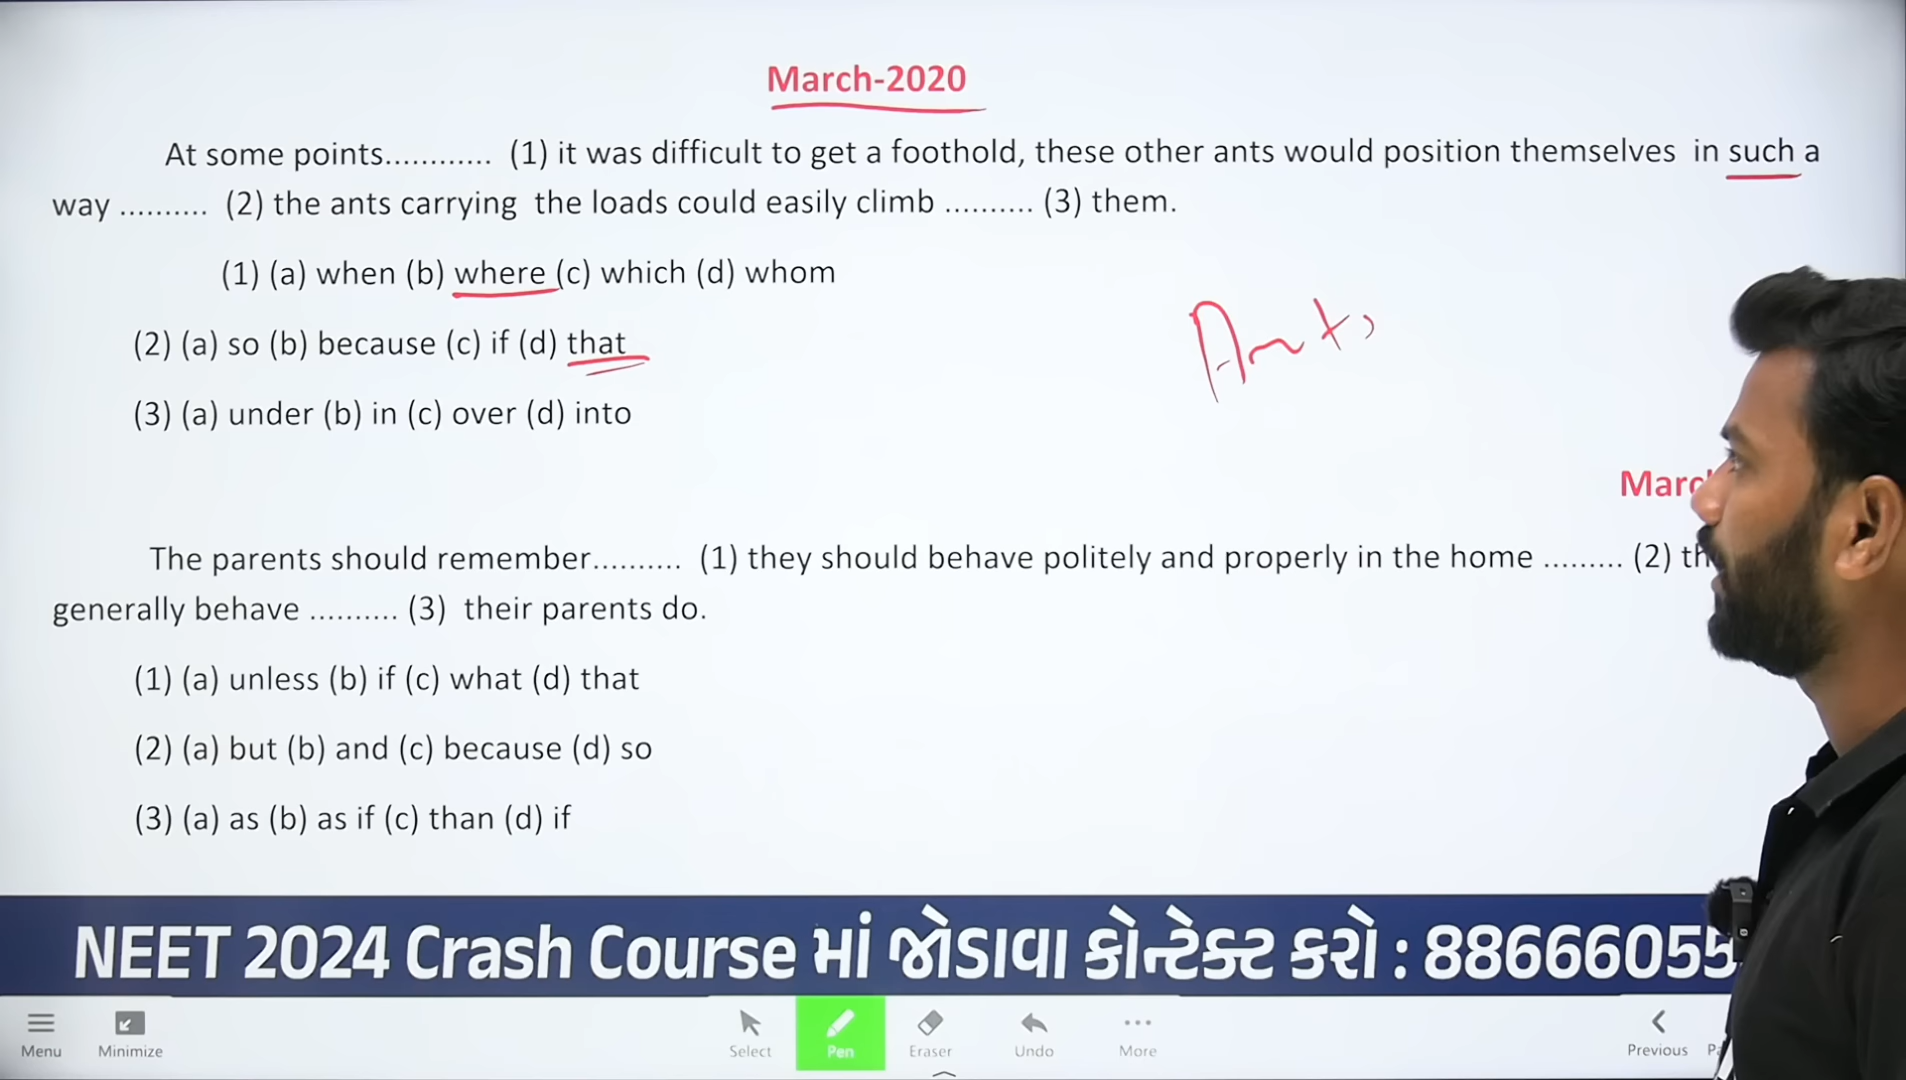 March-2020
At some points............ (1) it was difficult to get a foothold, these other ants would position themselves in such a
way .......... (2) the ants carrying the loads could easily climb .......... (3) them.
(1) (a) when (b) where (c) which (d) whom
(2) (a) so (b) because (c) if (d) that
Ants
(3) (a) under (b) in (c) over (d) into
The parents should remember.......... (1) they should behave politely and properly in the home ......... (2)
generally behave .......... (3) their parents do.
(1) (a) unless (b) if (c) what (d) that
(2) (a) but (b) and (c) because (d) so
(3) (a) as (b) as if (c) than (d) if
NEET 2024 Crash Course માં જોડાવા કોન્ટેક્ટ કરો : 88666055
Menu Minimize Select Pen Eraser Undo More Previous